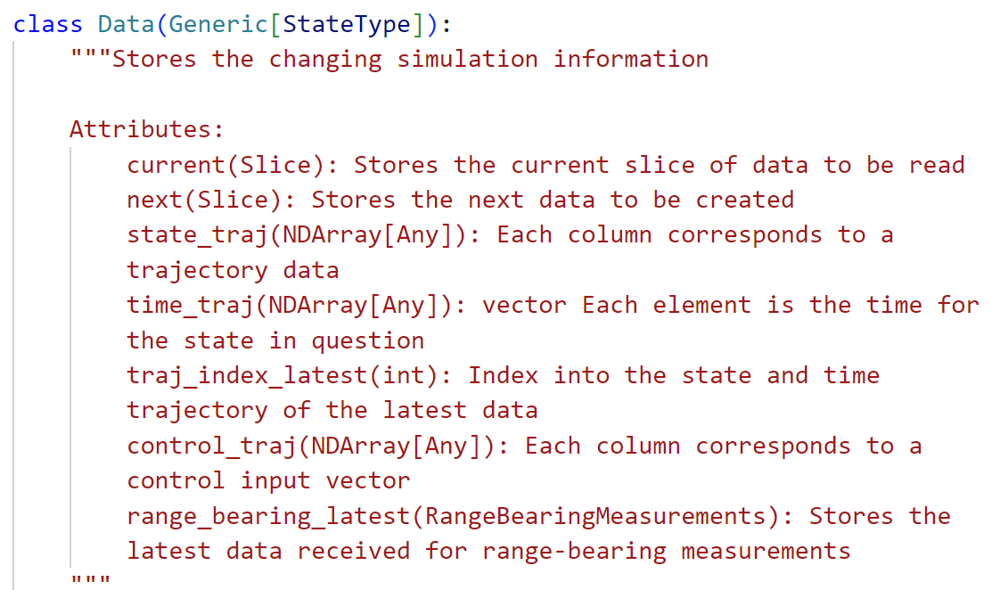 class Data(Generic[StateType]):
"""Stores the changing simulation information
Attributes:
current(Slice): Stores the current slice of data to be read
next(Slice): Stores the next data to be created
state_traj(NDArray[Any]): Each column corresponds to a
trajectory data
time_traj(NDArray[Any]): vector Each element is the time for
the state in question
traj_index_latest(int): Index into the state and time
trajectory of the latest data
control_traj(NDArray[Any]): Each column corresponds to a
control input vector
range_bearing_latest(RangeBearingMeasurements): Stores the
latest data received for range-bearing measurements
"""